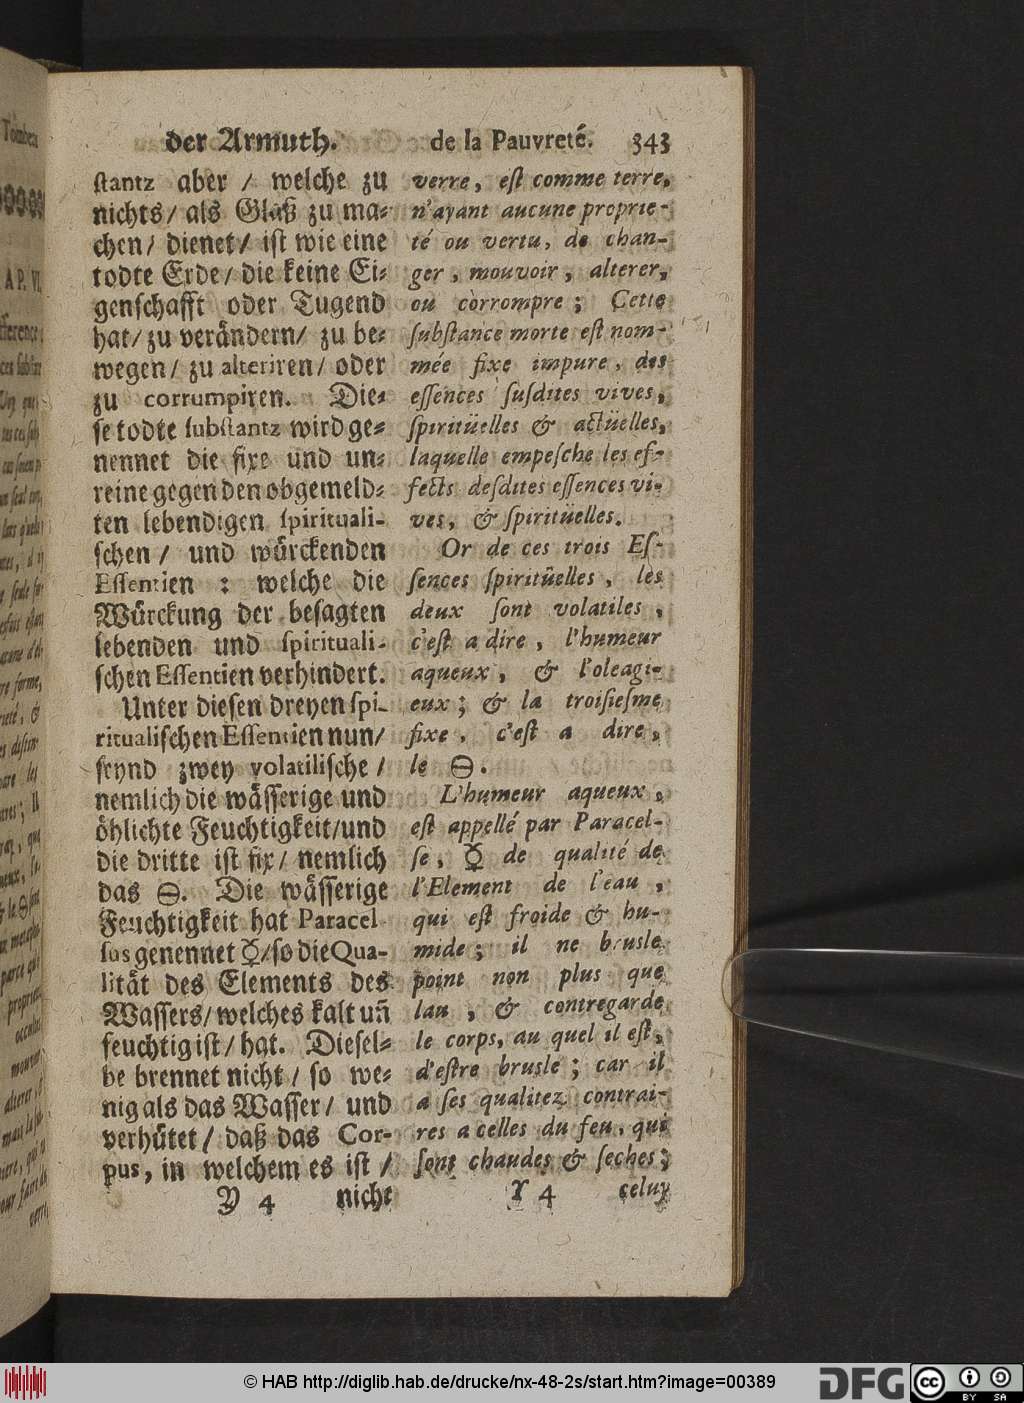 der Armuth.
stantz aber / welche zu
nichts / als Glaß zu ma⸗
chen / dienet / ist wie eine
todte Erde / die keine Ei⸗
genschafft oder Tugend
hat / zu verändern / zu be⸗
wegen / zu alteriren / oder
zu corrumpiren. Die⸗
se todte substantz wird ge⸗
nennet die fixe und un⸗
reine gegen den obgemeld⸗
ten lebendigen spirituali-
schen / und würckenden
Essentien : welche die
Würckung der besagten
lebenden und spirituali-
schen Essentien verhindert.
Unter diesen dreyen spi-
ritualischen Essentien nun /
seynd zwey volatilische /
nemlich die wässerige und
öhlichte Feuchtigkeit / und
die dritte ist fix / nemlich
das ⊖. Die wässerige
Feuchtigkeit hat Paracel
sus genennet ☿ / so die Qua-
lität des Elements des
Wassers / welches kalt uñ
feuchtig ist / hat. Diesel⸗
be brennet nicht / so we⸗
nig als das Wasser / und
verhütet / daß das Cor-
pus, in welchem es ist /
Y 4 nicht
de la Pauvreté. 343
verre, est comme terre,
n'ayant aucune proprie-
té ou vertu, de chan-
ger, mouvoir, alterer,
ou corrompre; Cette
substance morte est nom-
mée fixe impure, des
essences susdites vives,
spiritüelles & actüelles,
laquelle empesche les ef-
fects desdites essences vi-
ves, & spiritüelles.
Or de ces trois Es-
sences spiritüelles, les
deux sont volatiles,
c'est a dire, l'humeur
aqueux, & l'oleagi-
eux; & la troisiesme
fixe, c'est a dire,
le ⊖.
L'humeur aqueux,
est appellé par Paracel-
se, ☿ de qualité de
l'Element de l'eau,
qui est froide & hu-
mide; il ne brusle
point non plus que
lau, & contregarde
le corps, au quel il est,
d'estre brusle; car il
a ses qualitez contrai-
res a celles du feu, qui
sont chaudes & seches;
Y 4 celuy
© HAB http://diglib.hab.de/drucke/nx-48-2s/start.htm?image=00389
DFG
cc BY SA